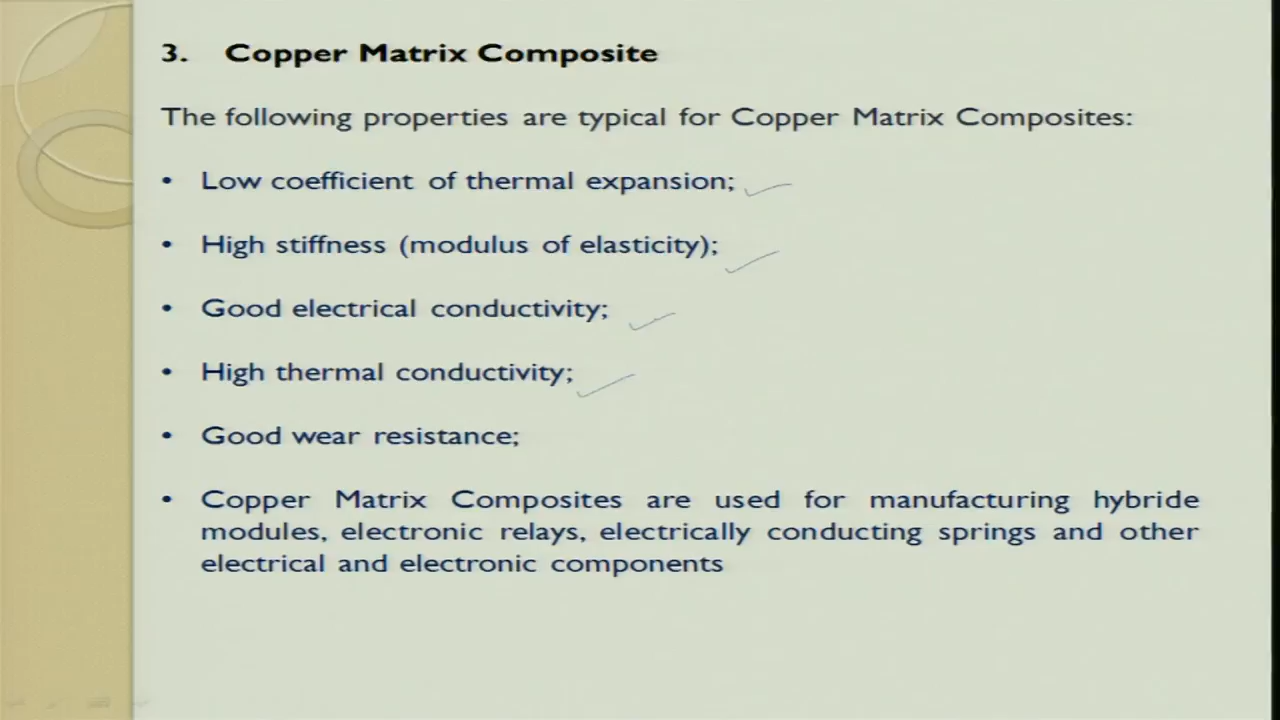 3. Copper Matrix Composite
The following properties are typical for Copper Matrix Composites:
• Low coefficient of thermal expansion;
• High stiffness (modulus of elasticity);
• Good electrical conductivity;
• High thermal conductivity;
• Good wear resistance;
• Copper Matrix Composites are used for manufacturing hybride
modules, electronic relays, electrically conducting springs and other
electrical and electronic components